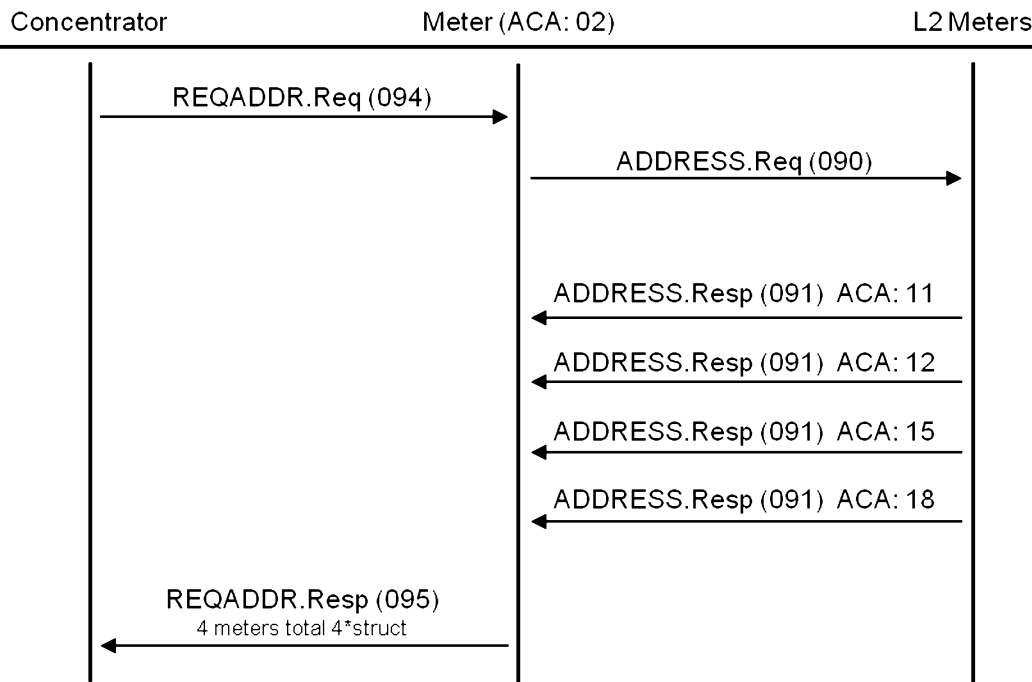 Concentrator Meter (ACA: 02) L2 Meters
REQADDR.Req (094)
ADDRESS.Req (090)
ADDRESS.Resp (091) ACA: 11
ADDRESS.Resp (091) ACA: 12
ADDRESS.Resp (091) ACA: 15
ADDRESS.Resp (091) ACA: 18
REQADDR.Resp (095)
4 meters total 4*struct